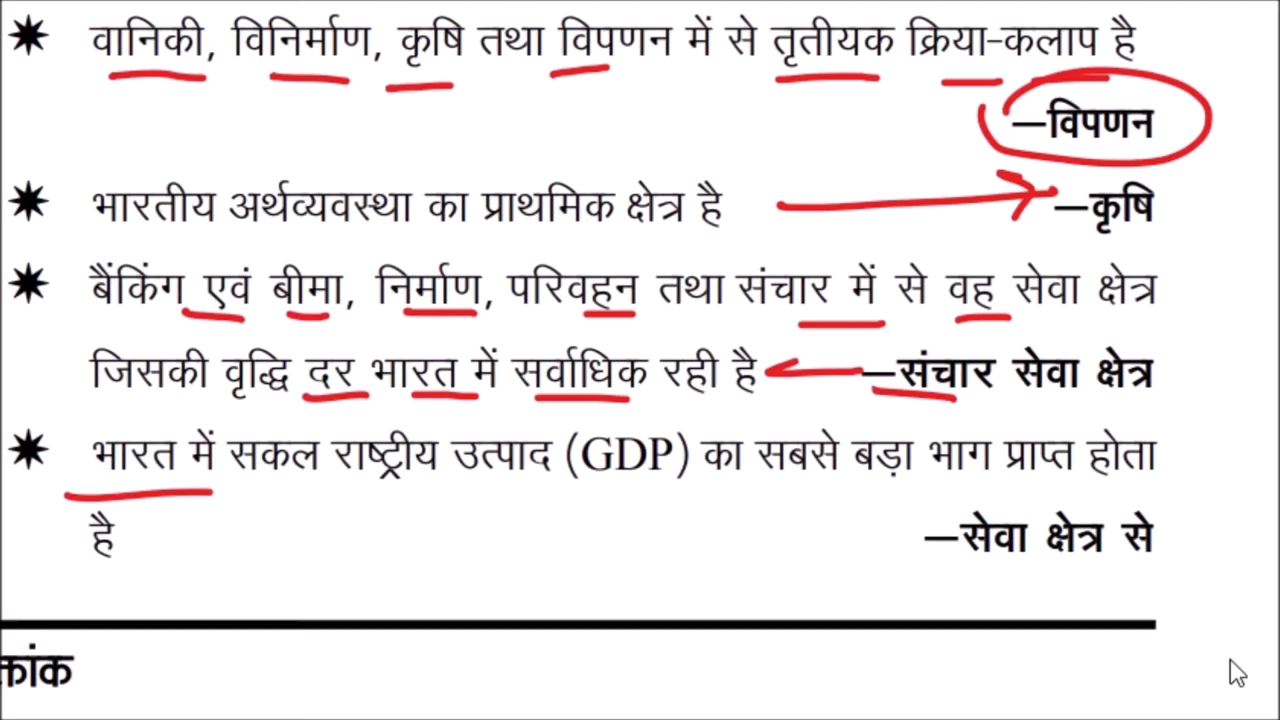 ✷ वानिकी, विनिर्माण, कृषि तथा विपणन में से तृतीयक क्रिया-कलाप है
—विपणन
✷ भारतीय अर्थव्यवस्था का प्राथमिक क्षेत्र है —कृषि
✷ बैंकिंग एवं बीमा, निर्माण, परिवहन तथा संचार में से वह सेवा क्षेत्र
जिसकी वृद्धि दर भारत में सर्वाधिक रही है —संचार सेवा क्षेत्र
✷ भारत में सकल राष्ट्रीय उत्पाद (GDP) का सबसे बड़ा भाग प्राप्त होता
है —सेवा क्षेत्र से